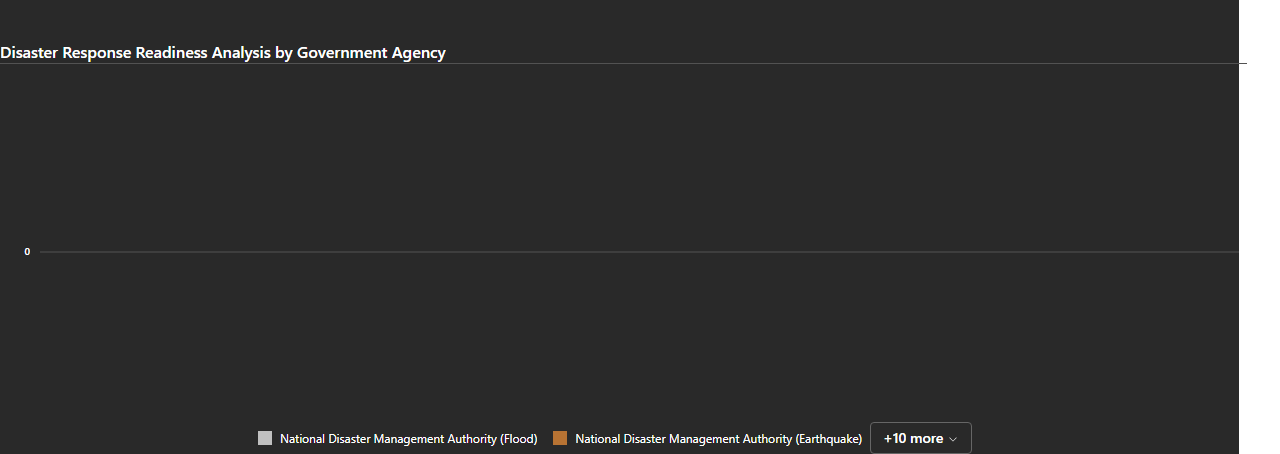 Disaster Response Readiness Analysis by Government Agency
0
National Disaster Management Authority (Flood) National Disaster Management Authority (Earthquake) +10 more